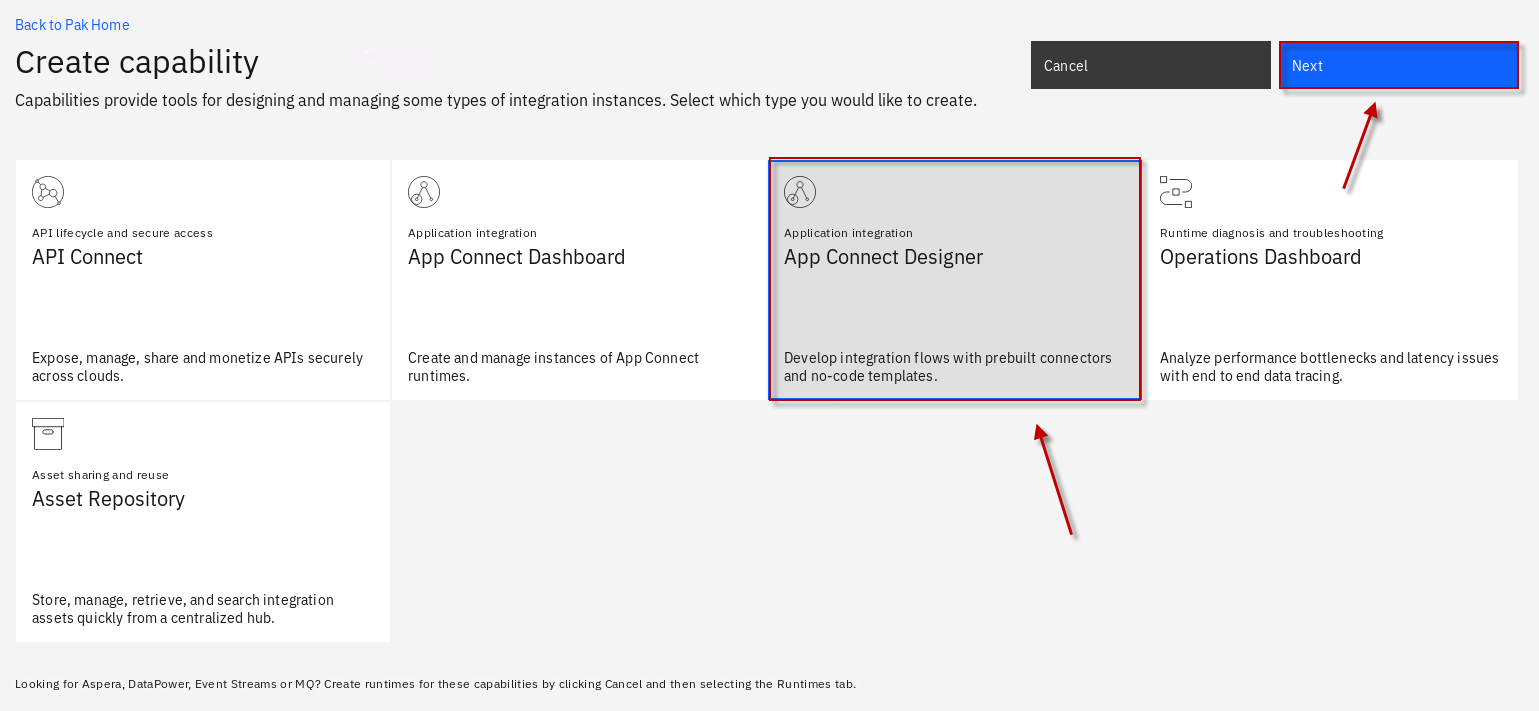 Back to Pak Home
Create capability
Cancel
Next
Capabilities provide tools for designing and managing some types of integration instances. Select which type you would like to create.
API lifecycle and secure access
API Connect
Expose, manage, share and monetize APIs securely
across clouds.
Application integration
App Connect Dashboard
Create and manage instances of App Connect
runtimes.
Application integration
App Connect Designer
Develop integration flows with prebuilt connectors
and no-code templates.
Runtime diagnosis and troubleshooting
Operations Dashboard
Analyze performance bottlenecks and latency issues
with end to end data tracing.
Asset sharing and reuse
Asset Repository
Store, manage, retrieve, and search integration
assets quickly from a centralized hub.
Looking for Aspera, DataPower, Event Streams or MQ? Create runtimes for these capabilities by clicking Cancel and then selecting the Runtimes tab.